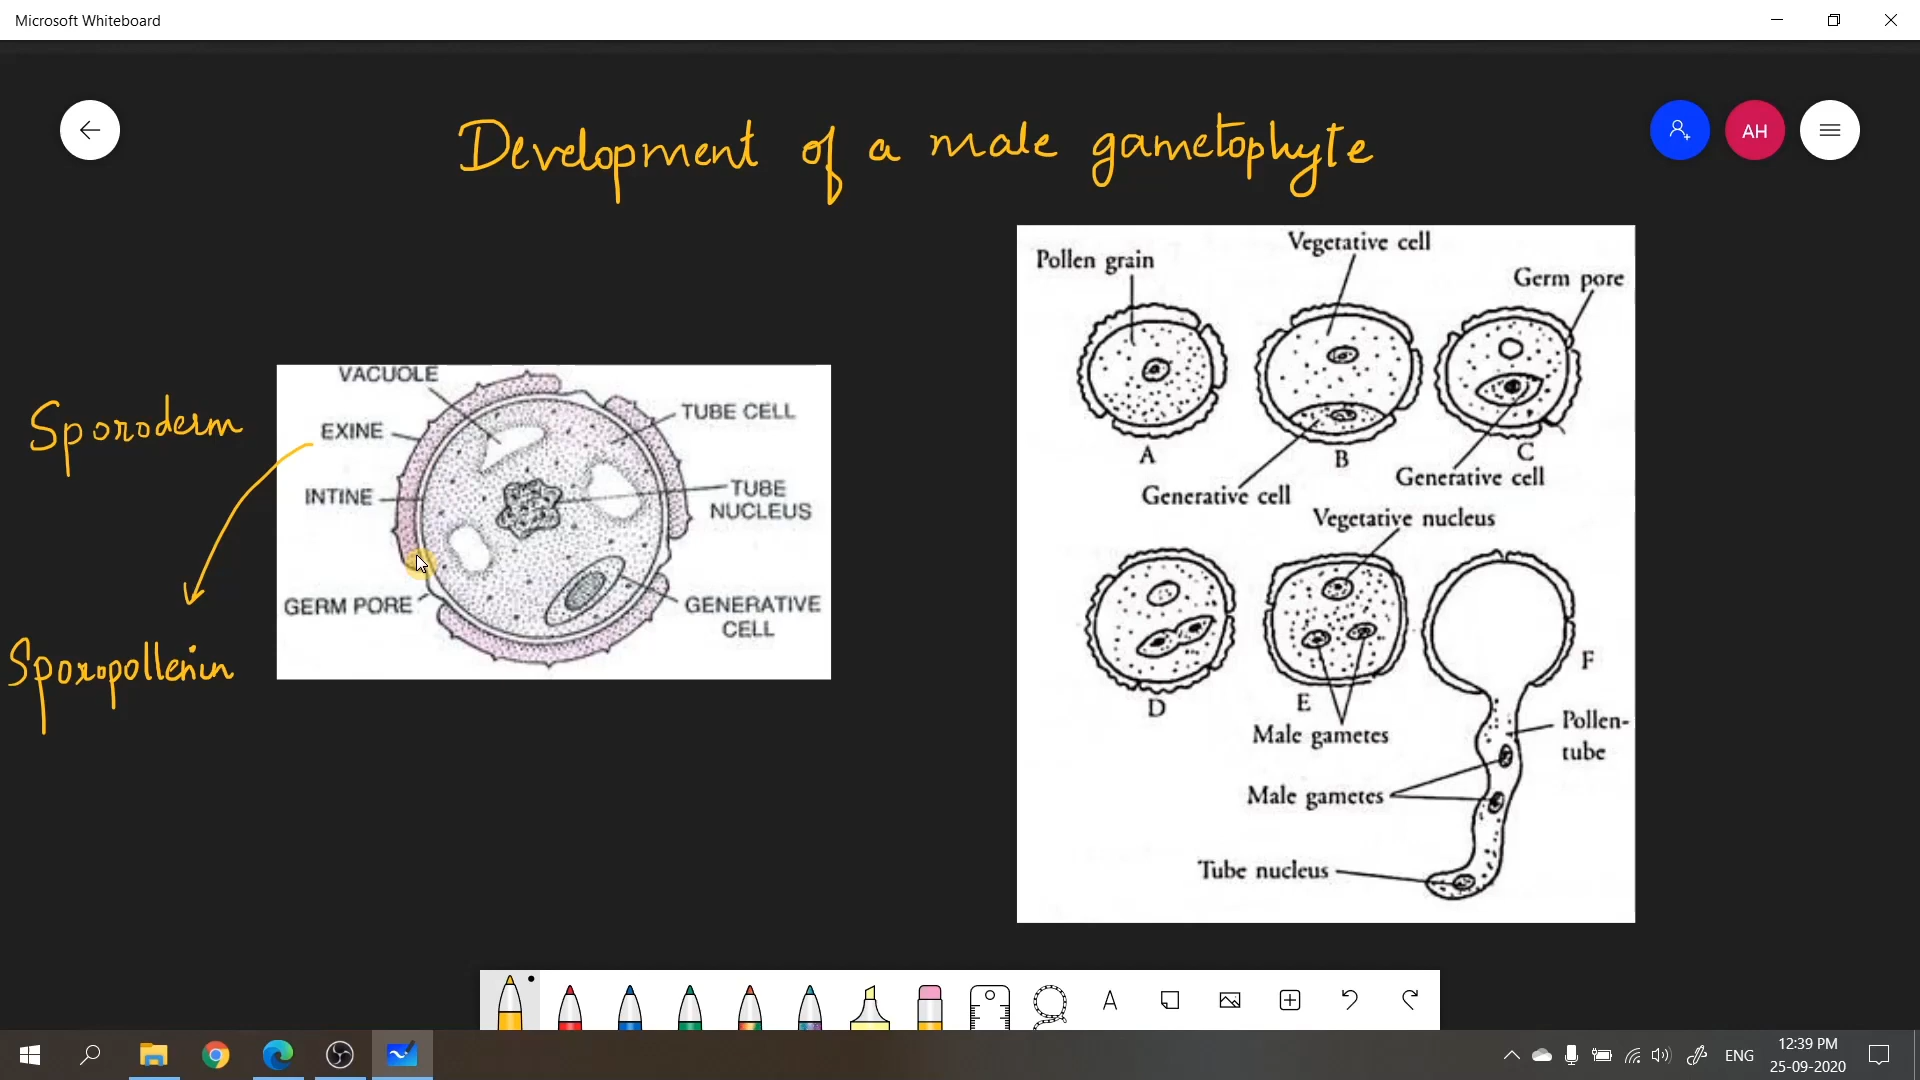 Microsoft Whiteboard
Development of a male gametophyte
AH
Sporoderm
Sporopollenin
VACUOLE
EXINE
INTINE
GERM PORE
TUBE CELL
TUBE
NUCLEUS
GENERATIVE
CELL
Pollen grain
Vegetative cell
Germ pore
A
B
C
Generative cell
Generative cell
Vegetative nucleus
D
E
F
Male gametes
Pollen-
tube
Male gametes
Tube nucleus
ENG
12:39 PM
25-09-2020